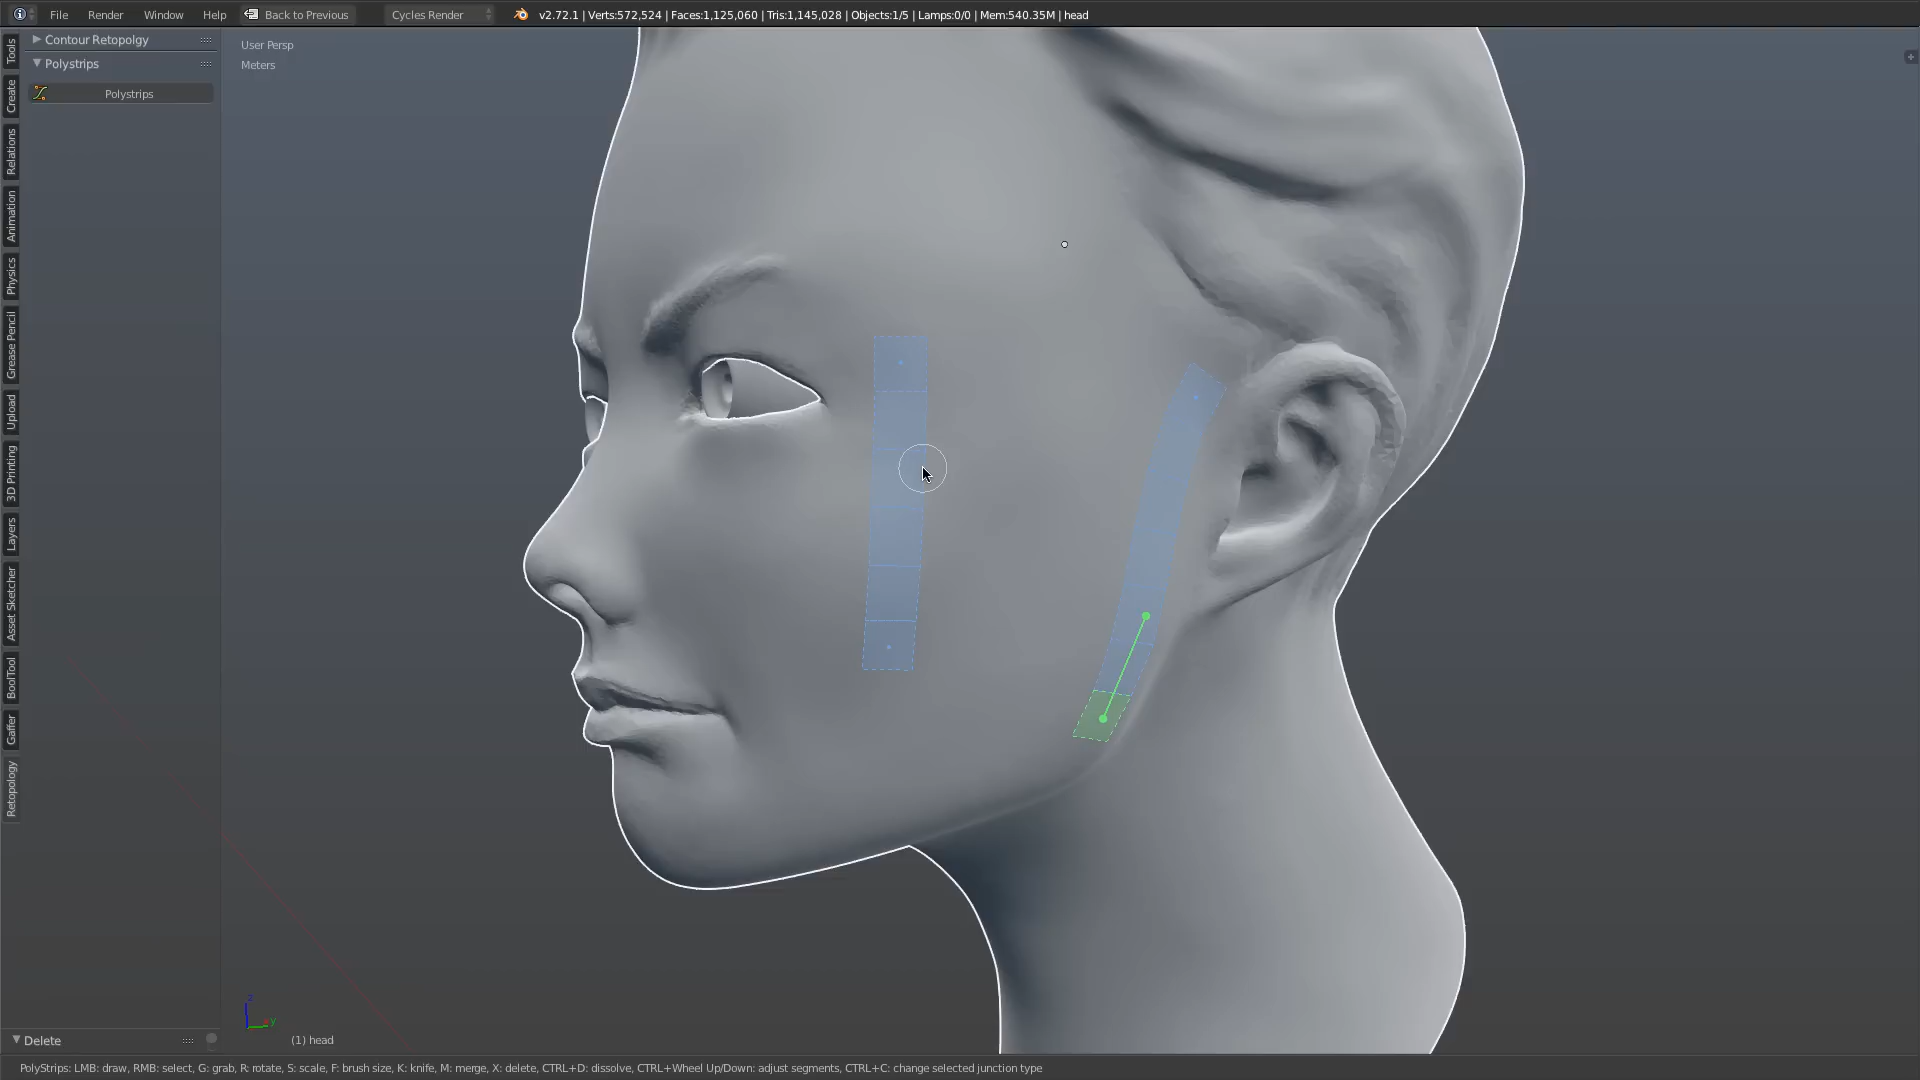 File Render Window Help Back to Previous Cycles Render v2.72.1 | Verts:572,524 | Faces:1,125,060 | Tris:1,145,028 | Objects:1/5 | Lamps:0/0 | Mem:540.35M | head
Contour Retopolgy
Polystrips
Polystrips
User Persp
Meters
Tools
Create
Relations
Animation
Physics
Grease Pencil
Upload
3D Printing
Layers
Asset Sketcher
BoolTool
Gaffer
Retopology
z
y
Delete
(1) head
PolyStrips: LMB: draw, RMB: select, G: grab, R: rotate, S: scale, F: brush size, K: knife, M: merge, X: delete, CTRL+D: dissolve, CTRL+Wheel Up/Down: adjust segments, CTRL+C: change selected junction type